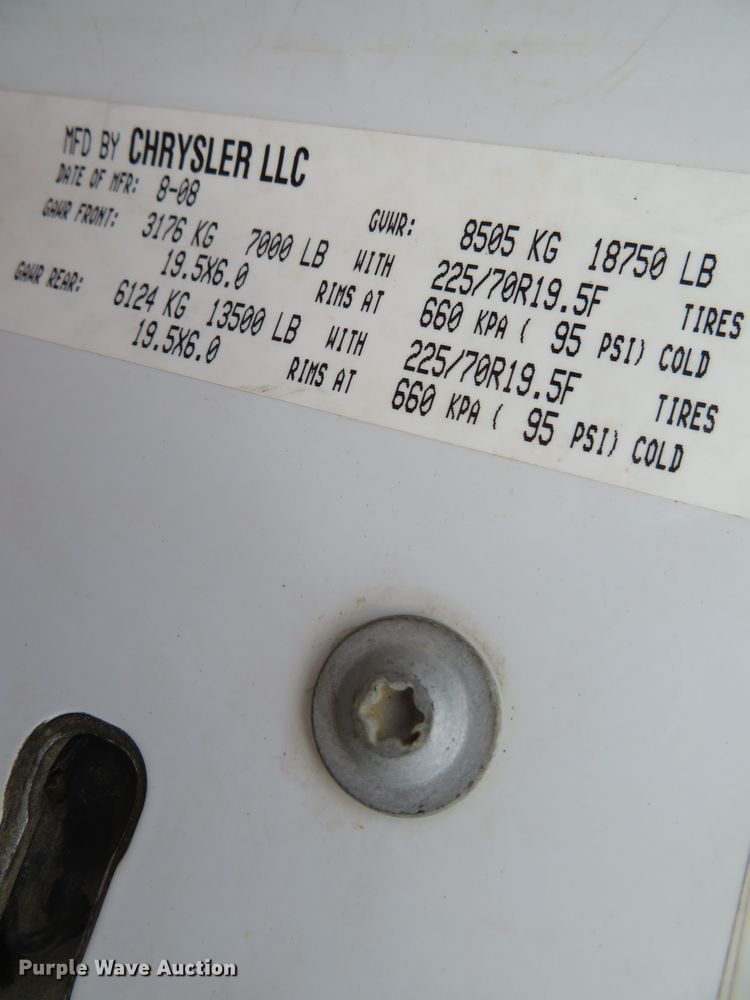 MFD BY CHRYSLER LLC
DATE OF MFR: 8-08 GVWR: 8505 KG 18750 LB
GAWR FRONT: 3176 KG 7000 LB WITH 225/70R19.5F TIRES
19.5X6.0 RIMS AT 660 KPA ( 95 PSI) COLD
GAWR REAR: 6124 KG 13500 LB WITH 225/70R19.5F TIRES
19.5X6.0 RIMS AT 660 KPA ( 95 PSI) COLD
Purple Wave Auction